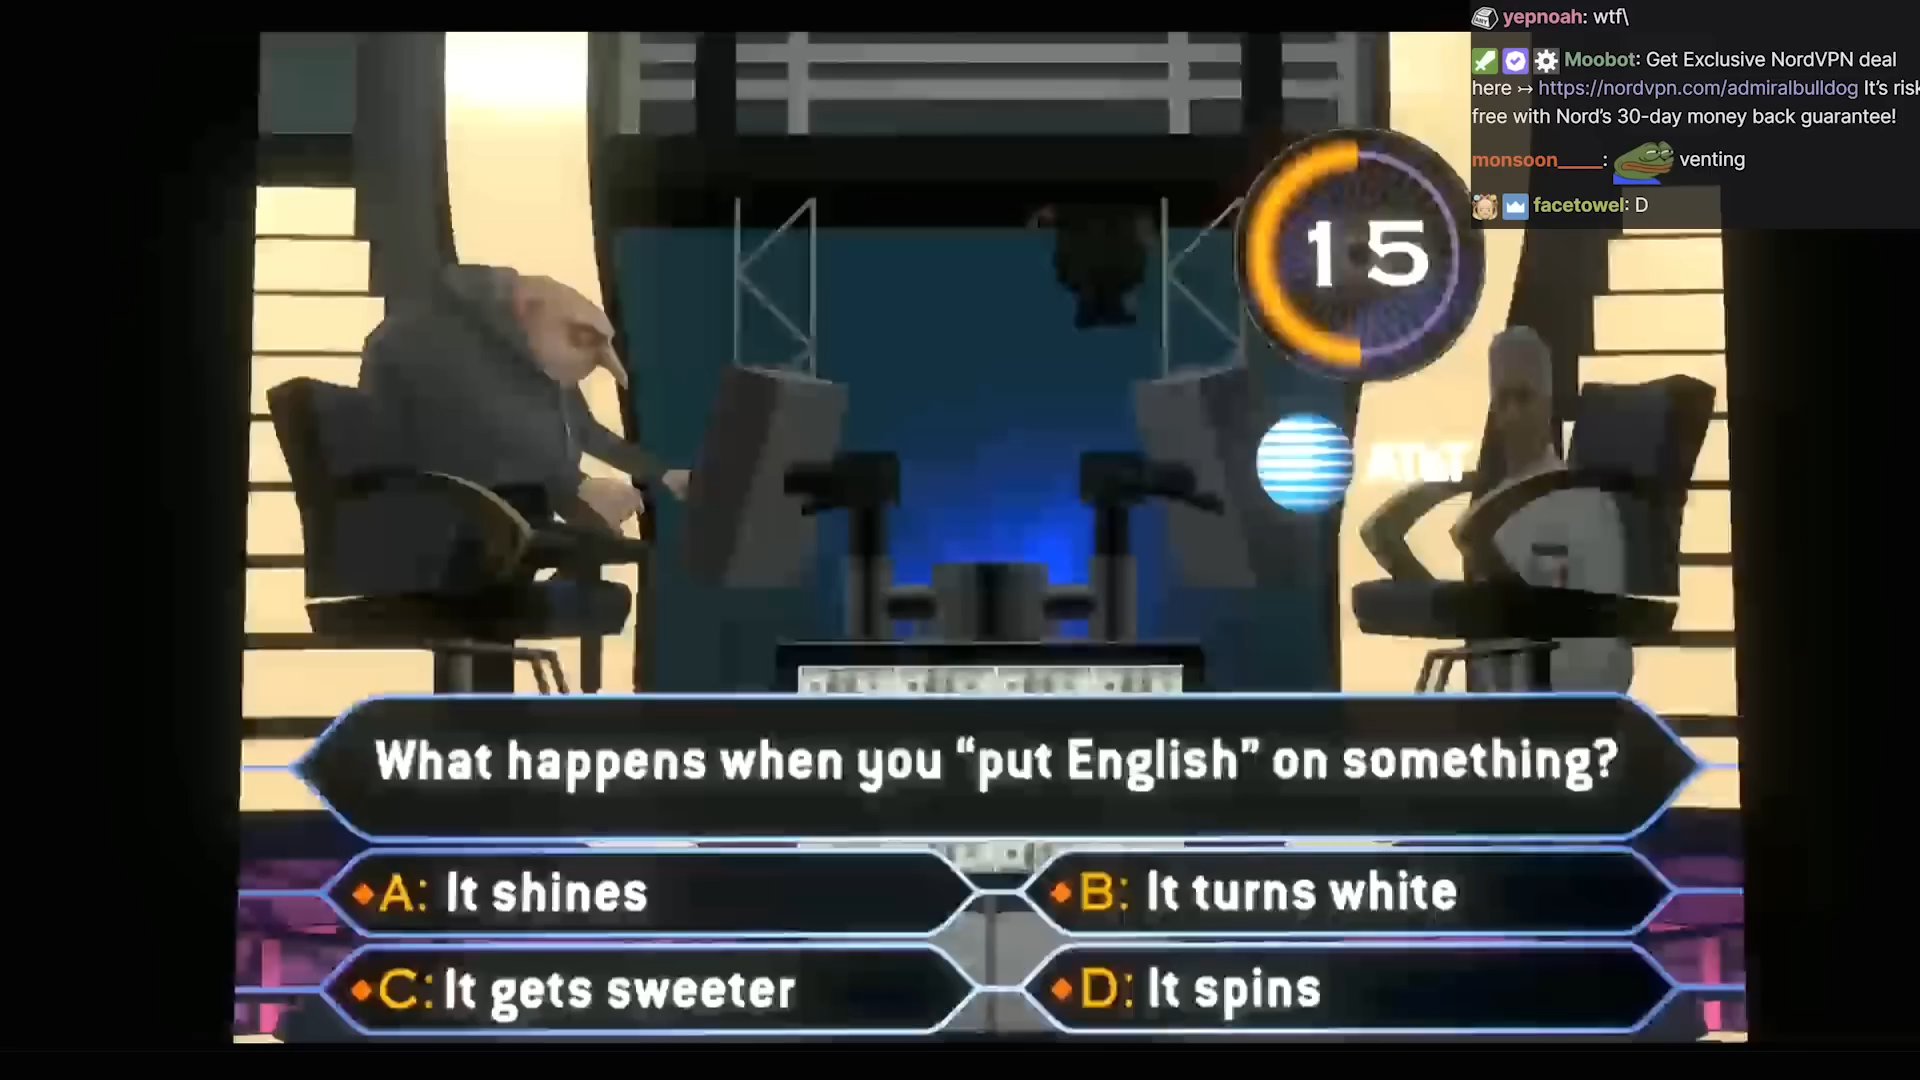 yepnoah: wtf\
Moobot: Get Exclusive NordVPN deal
here ↣ https://nordvpn.com/admiralbulldog It's risk
free with Nord's 30-day money back guarantee!
monsoon____: venting
facetowel: D
15
AT&T
What happens when you “put English” on something?
A: It shines
B: It turns white
C: It gets sweeter
D: It spins